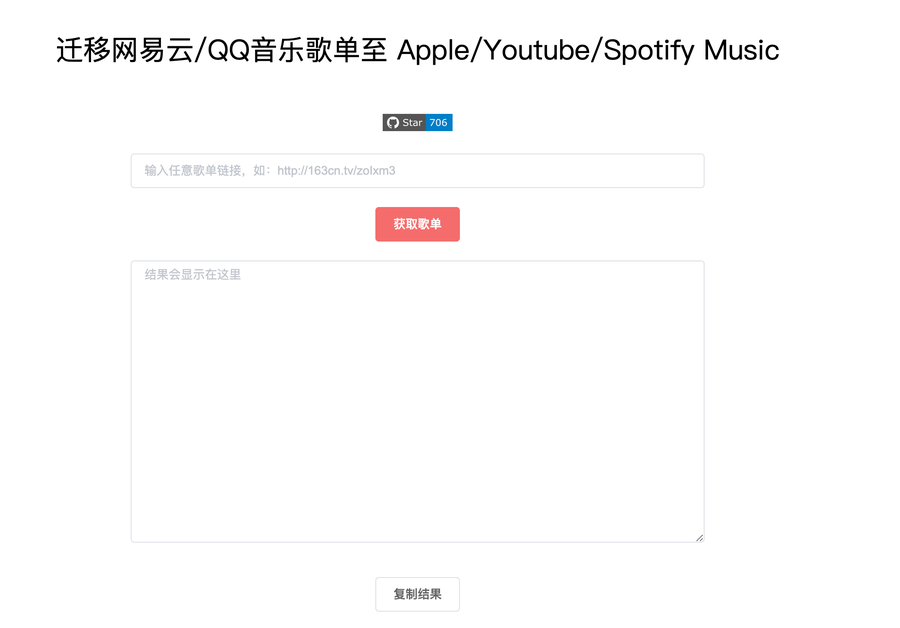 迁移网易云/QQ音乐歌单至 Apple/Youtube/Spotify Music
Star 706
输入任意歌单链接，如：http://163cn.tv/zoIxm3
获取歌单
结果会显示在这里
复制结果